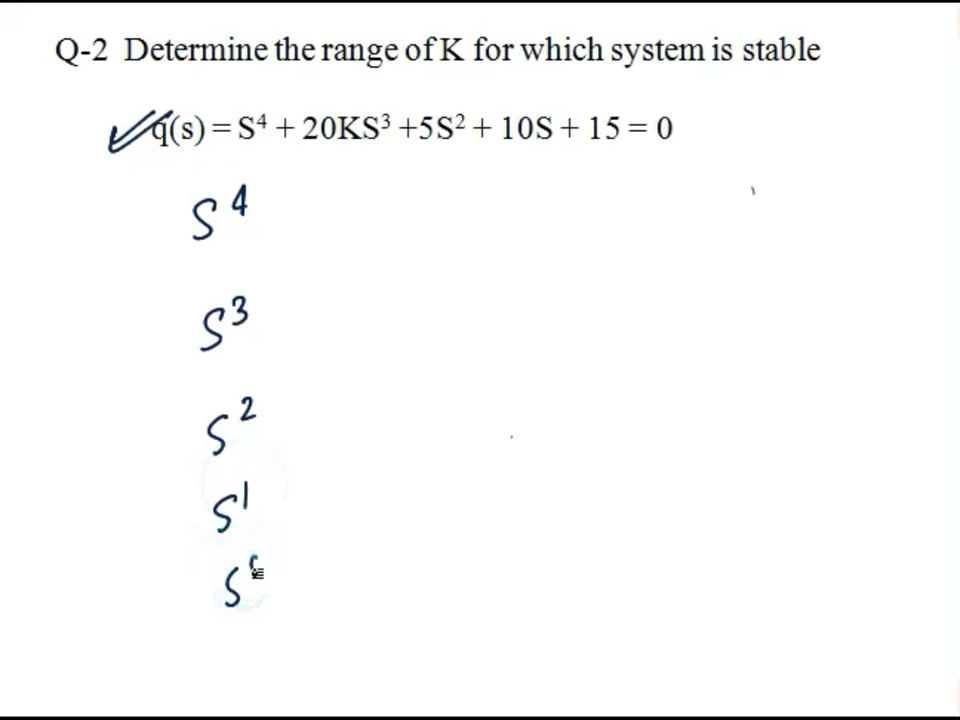 Q-2 Determine the range of K for which system is stable
q(s) = S⁴ + 20KS³ +5S² + 10S + 15 = 0
S⁴
S³
S²
S¹
S